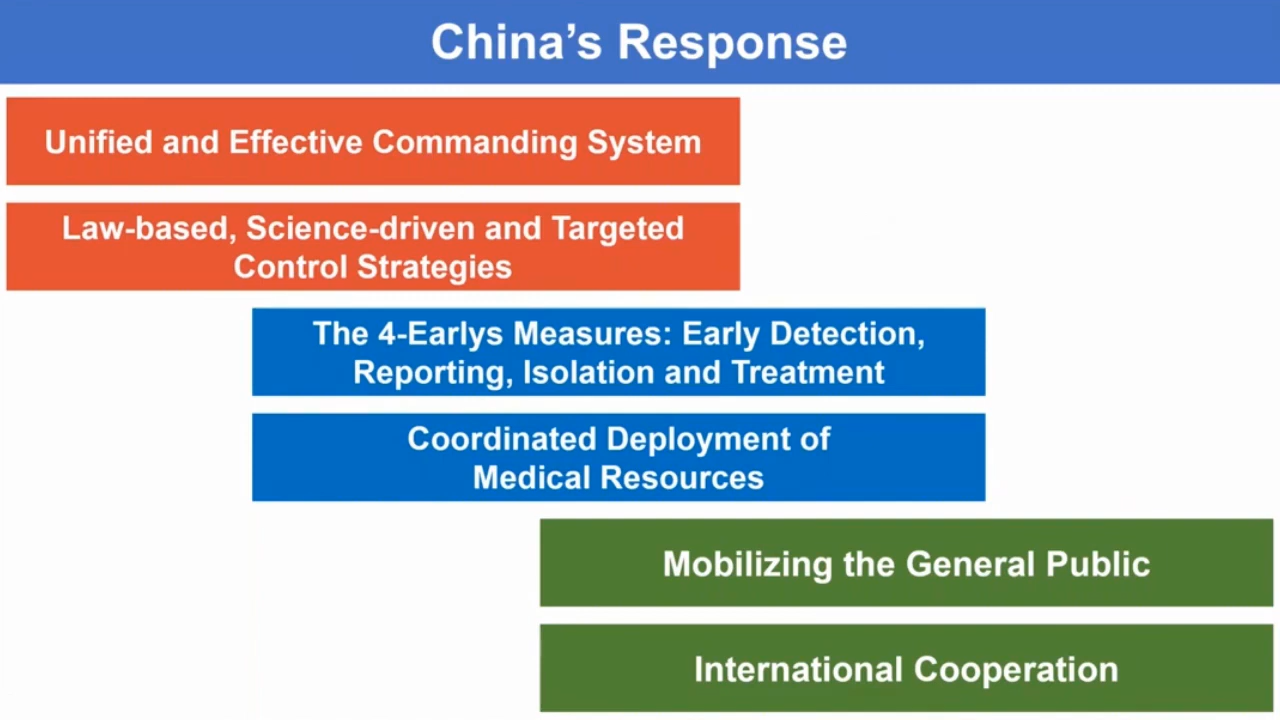 China’s Response
Unified and Effective Commanding System
Law-based, Science-driven and Targeted
Control Strategies
The 4-Earlys Measures: Early Detection,
Reporting, Isolation and Treatment
Coordinated Deployment of
Medical Resources
Mobilizing the General Public
International Cooperation